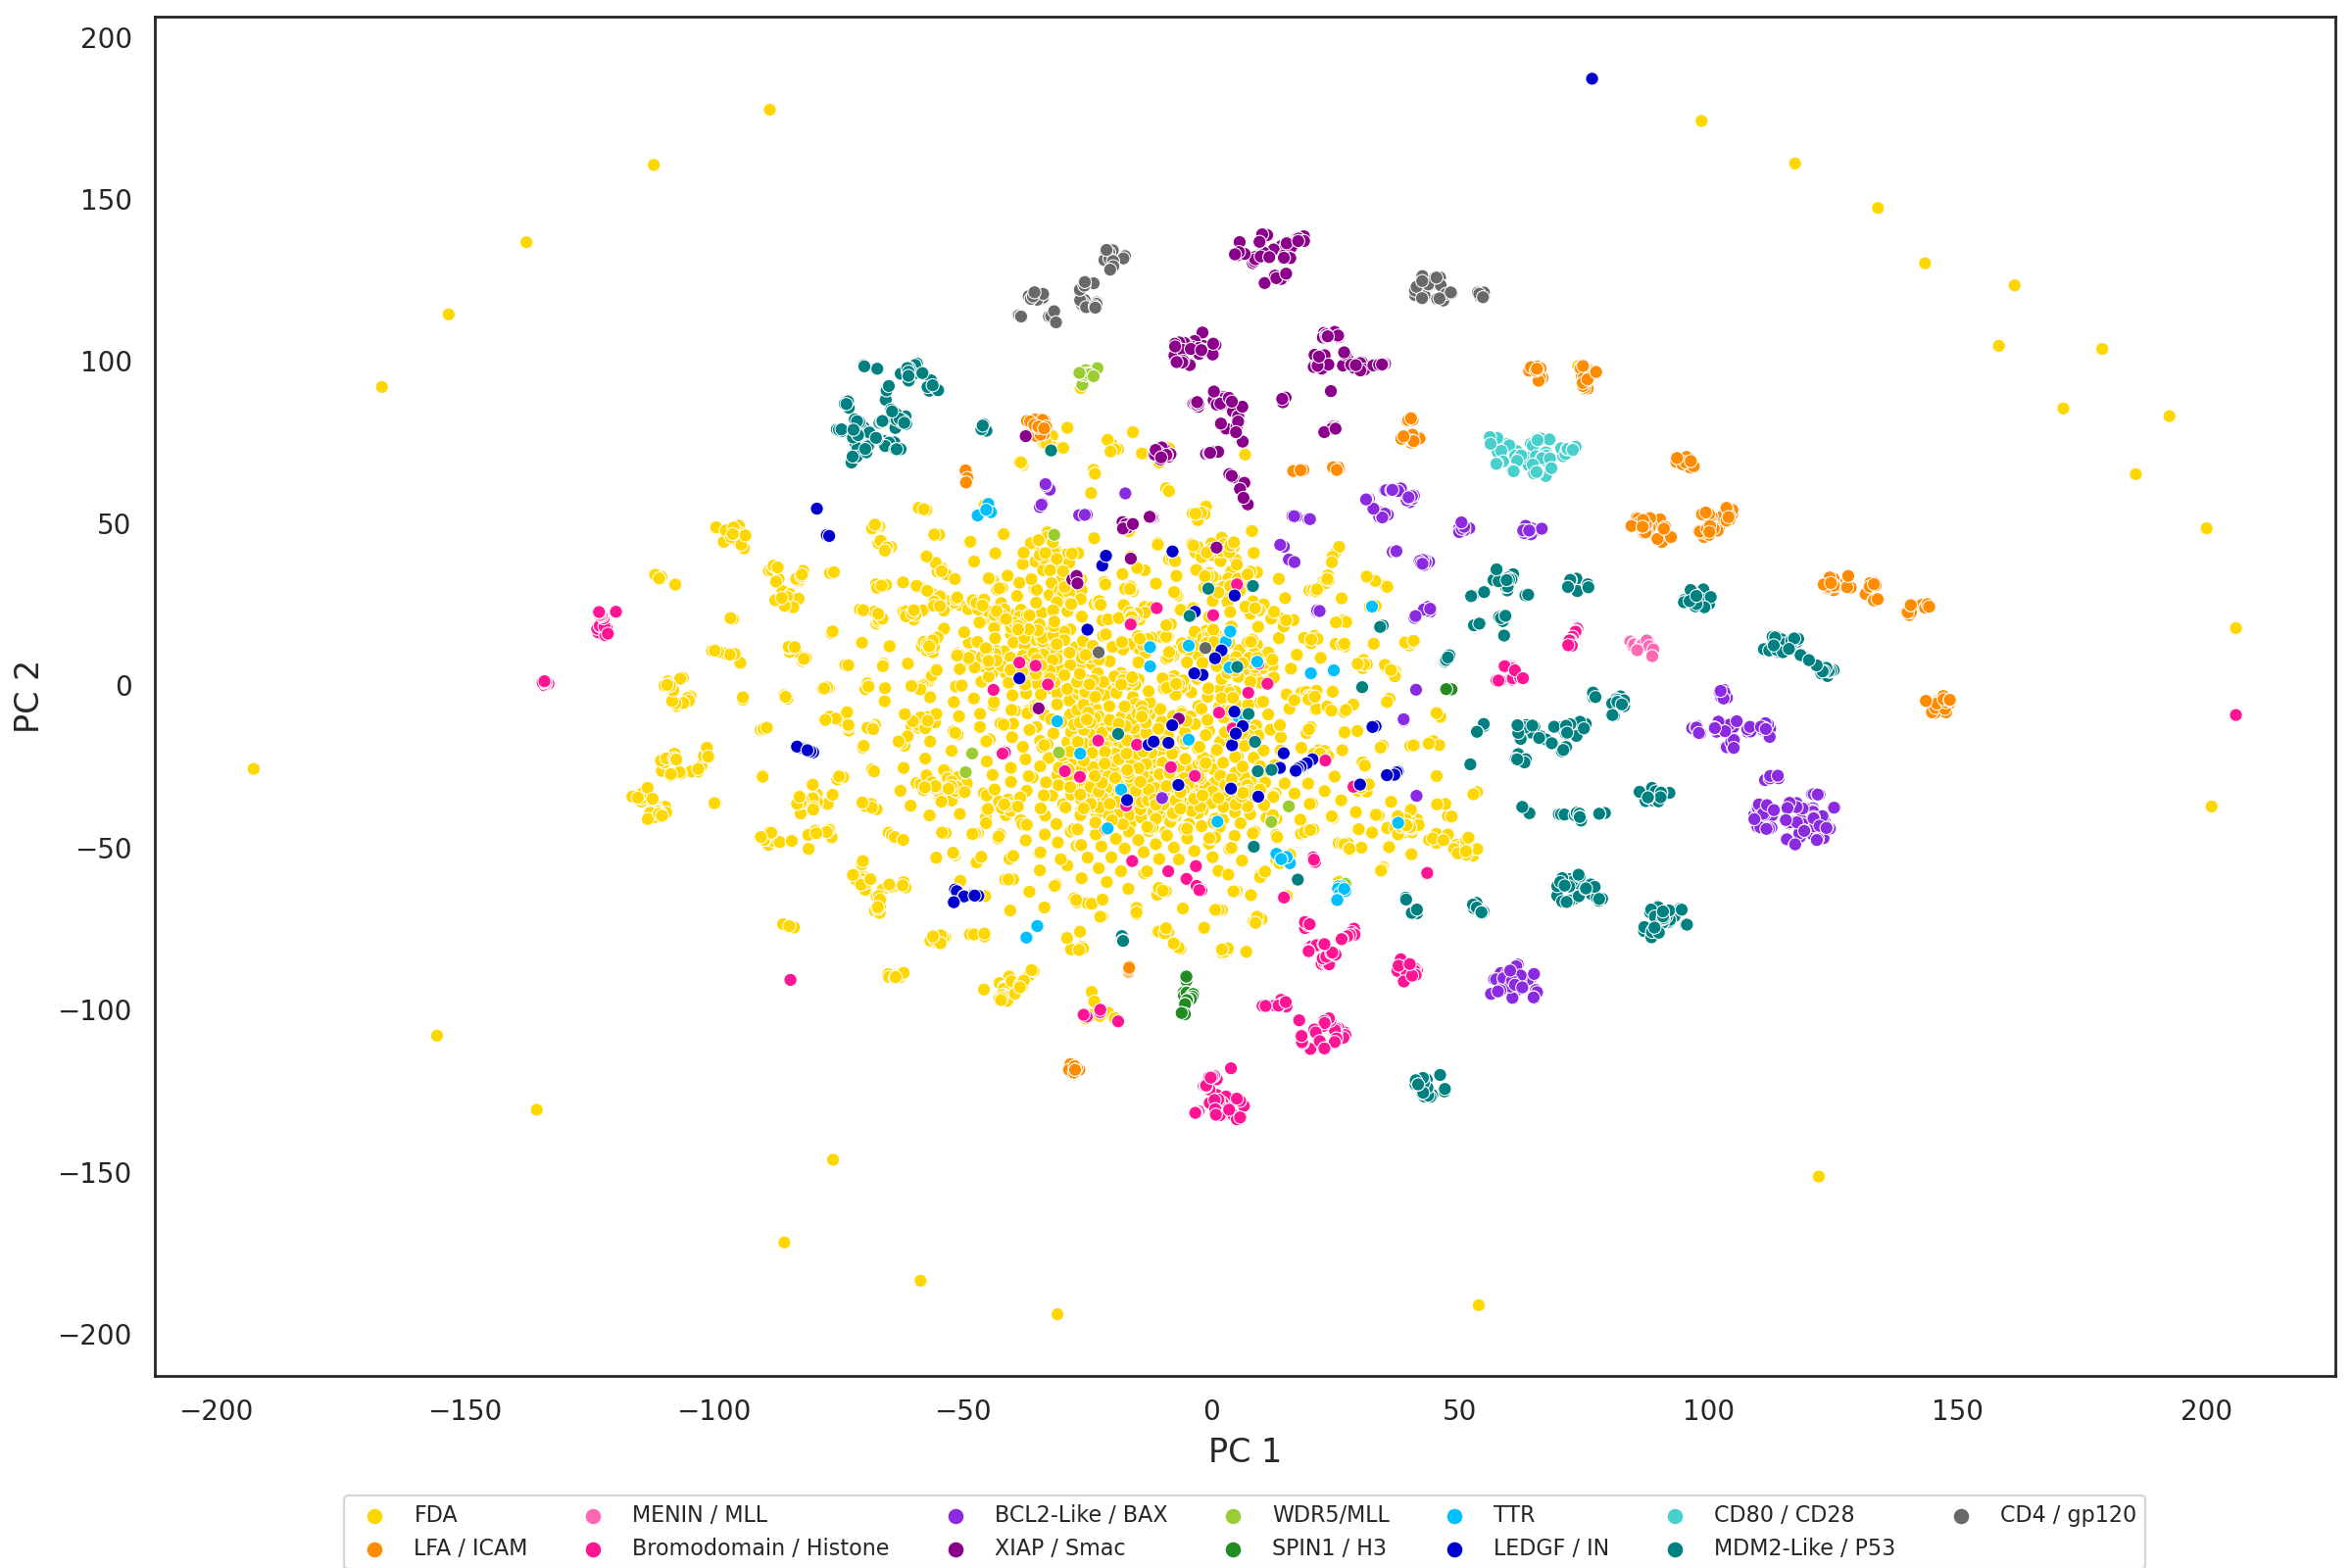 200
150
100
50
0
−50
−100
−150
−200
PC 2
−200 −150 −100 −50 0 50 100 150 200
PC 1
FDA MENIN / MLL BCL2-Like / BAX WDR5/MLL TTR CD80 / CD28 CD4 / gp120
LFA / ICAM Bromodomain / Histone XIAP / Smac SPIN1 / H3 LEDGF / IN MDM2-Like / P53